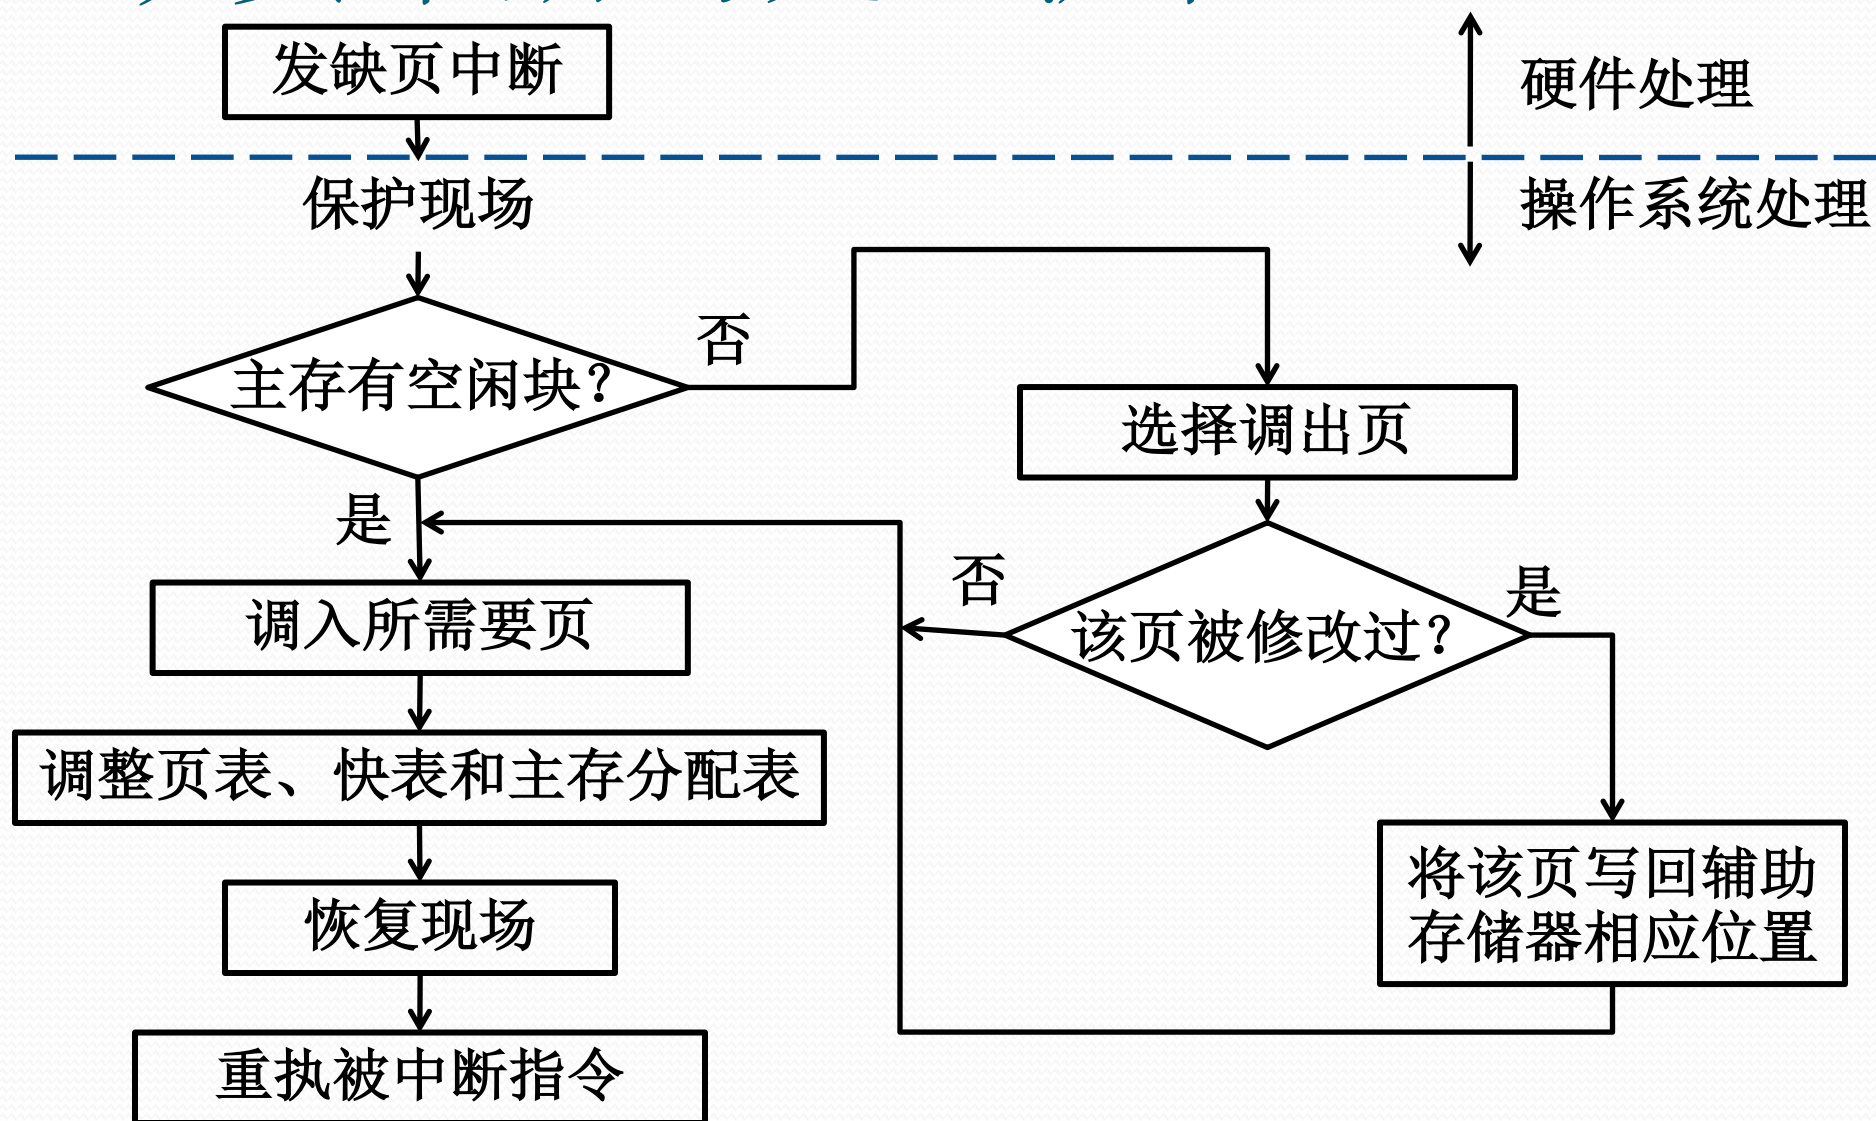 发缺页中断
硬件处理
保护现场
操作系统处理
否
主存有空闲块?
选择调出页
是
否
是
调入所需要页
该页被修改过?
调整页表、快表和主存分配表
将该页写回辅助
存储器相应位置
恢复现场
重执被中断指令